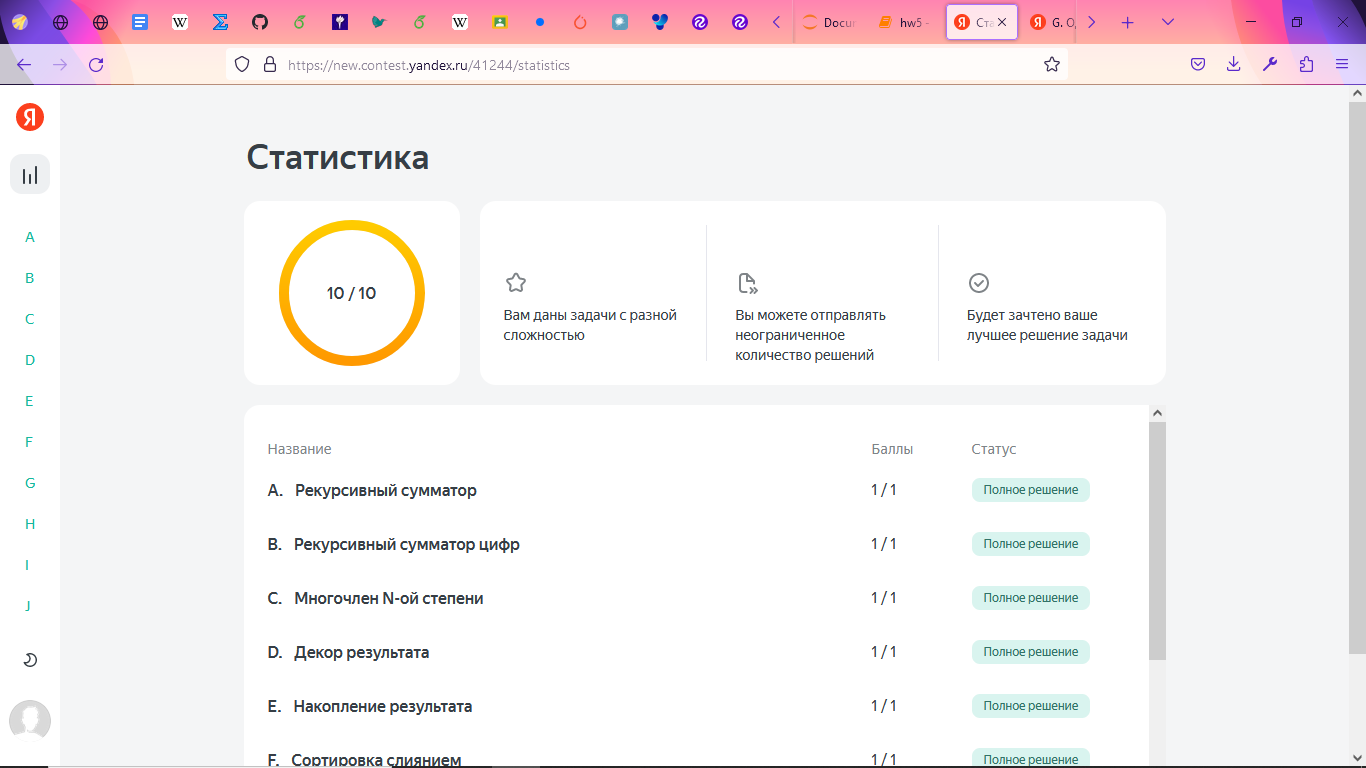 Docu
hw5 -
Ста
G. O
https://new.contest.yandex.ru/41244/statistics
Я
Статистика
A
B
C
D
E
F
G
H
I
J
10 / 10
Вам даны задачи с разной
сложностью
Вы можете отправлять
неограниченное
количество решений
Будет зачтено ваше
лучшее решение задачи
Название Баллы Статус
A. Рекурсивный сумматор 1 / 1 Полное решение
B. Рекурсивный сумматор цифр 1 / 1 Полное решение
C. Многочлен N-ой степени 1 / 1 Полное решение
D. Декор результата 1 / 1 Полное решение
E. Накопление результата 1 / 1 Полное решение
F. Сортировка слиянием 1 / 1 Полное решение